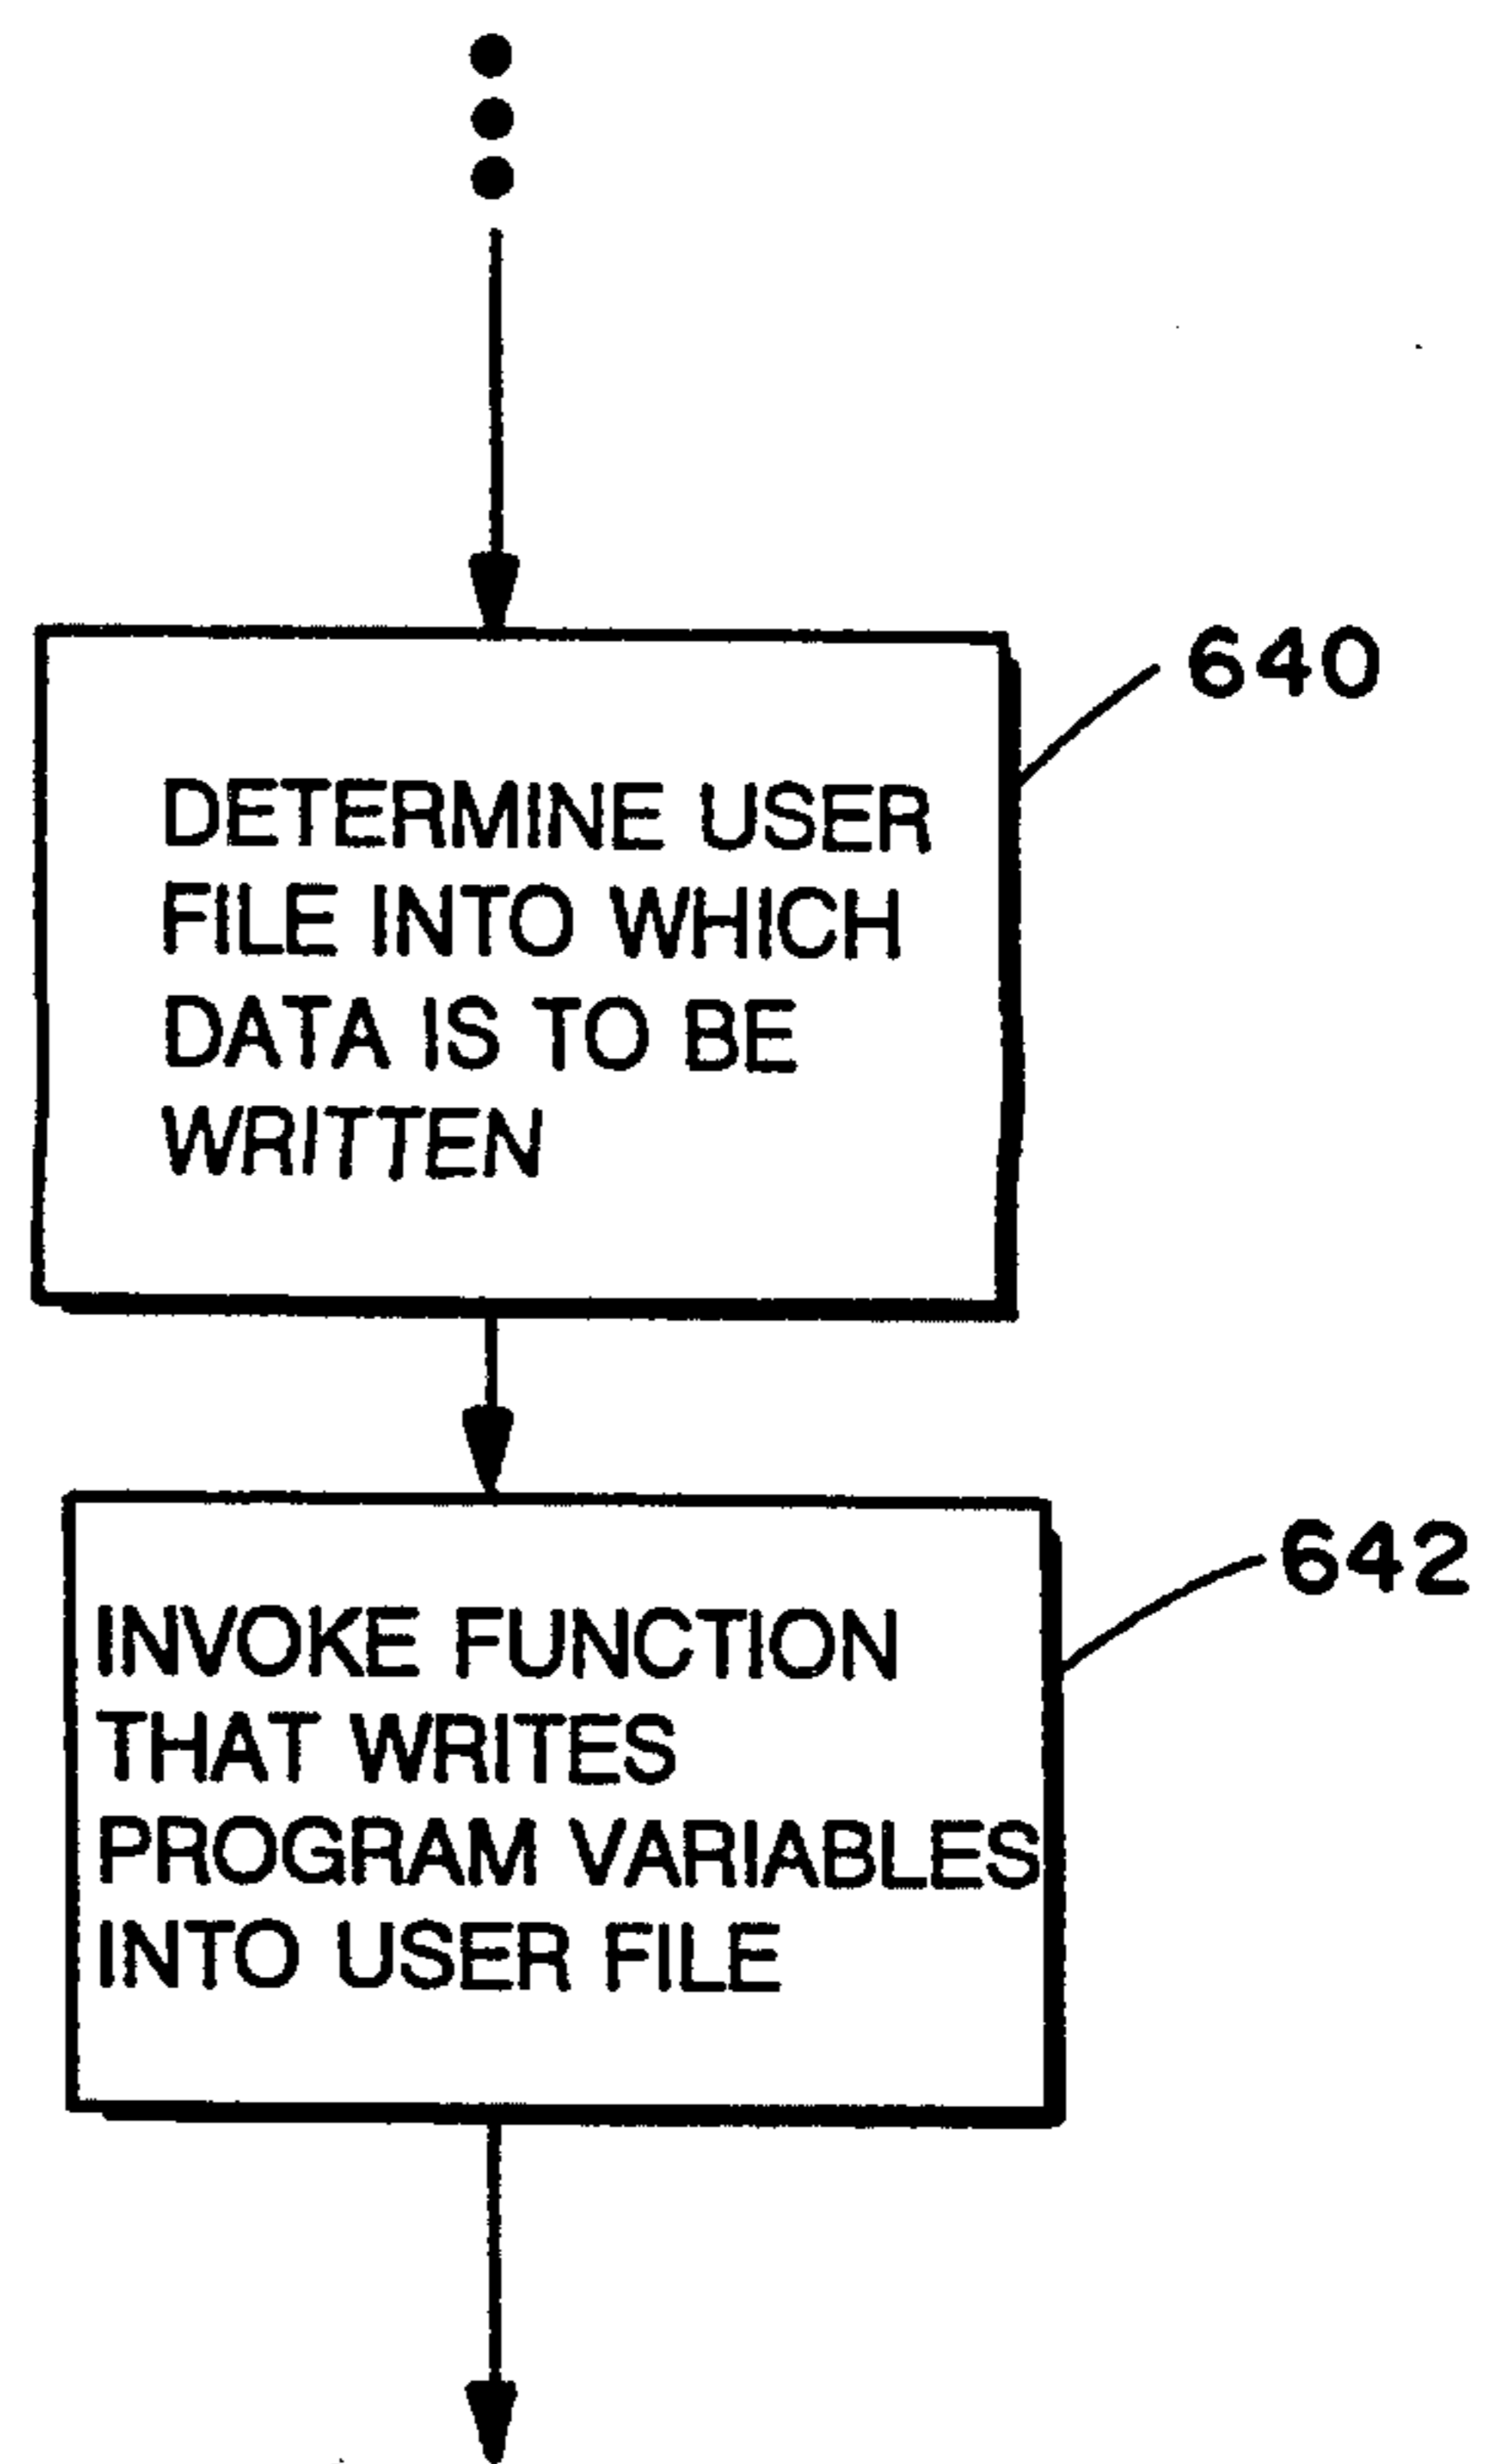 640
DETERMINE USER
FILE INTO WHICH
DATA IS TO BE
WRITTEN
642
INVOKE FUNCTION
THAT WRITES
PROGRAM VARIABLES
INTO USER FILE